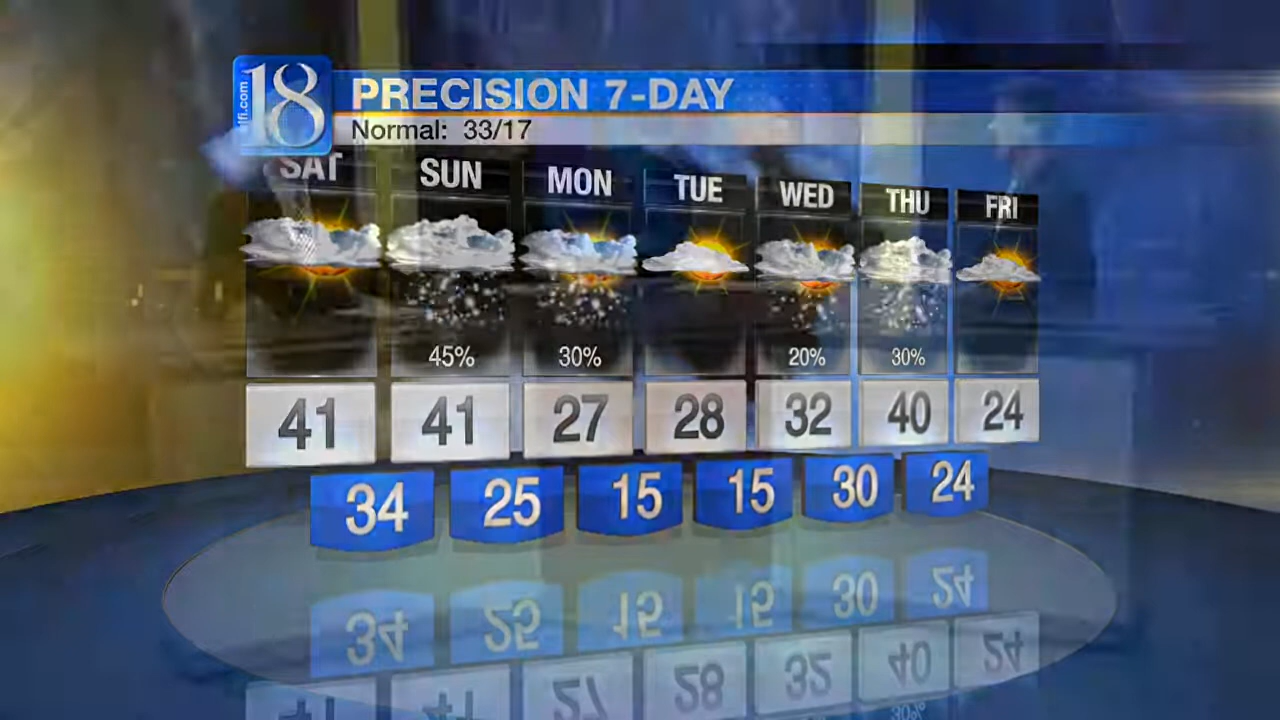 lfi.com
18
PRECISION 7-DAY
Normal: 33/17
SAT SUN MON TUE WED THU FRI
45% 30% 20% 30%
41 41 27 28 32 40 24
34 25 15 15 30 24